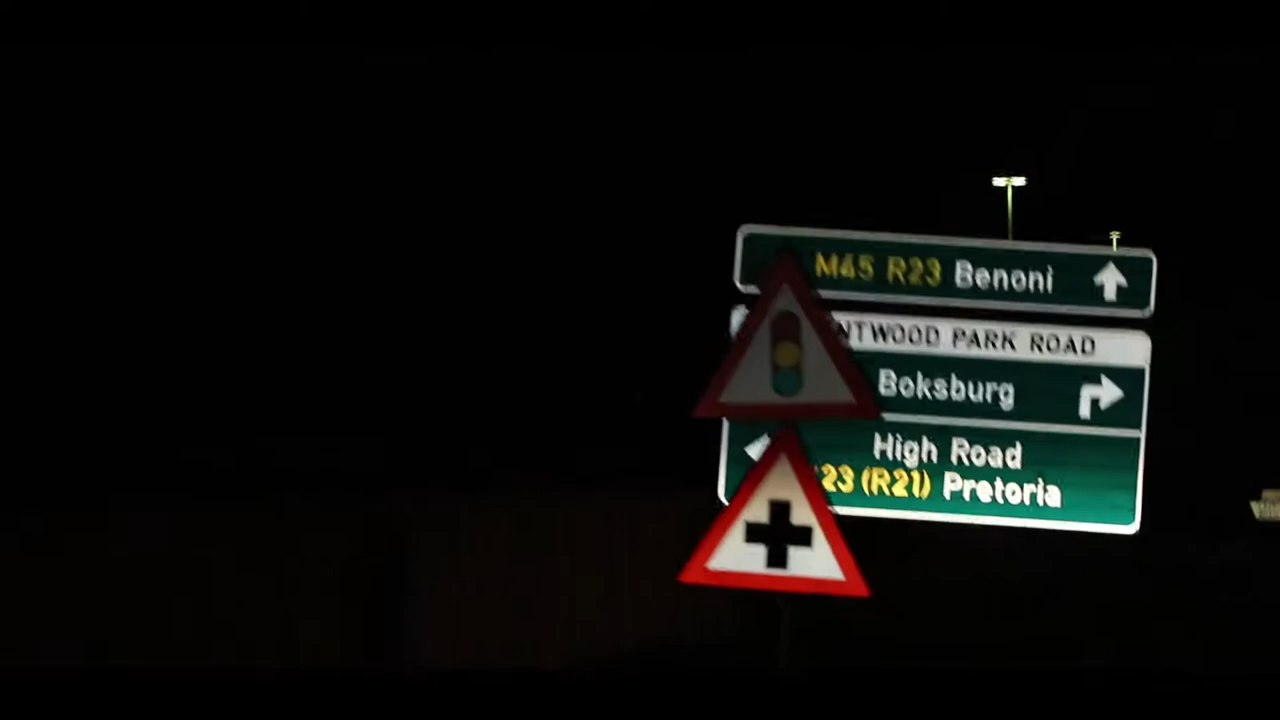 M45 R23 Benoni
NTWOOD PARK ROAD
Boksburg
High Road
23 (R21) Pretoria